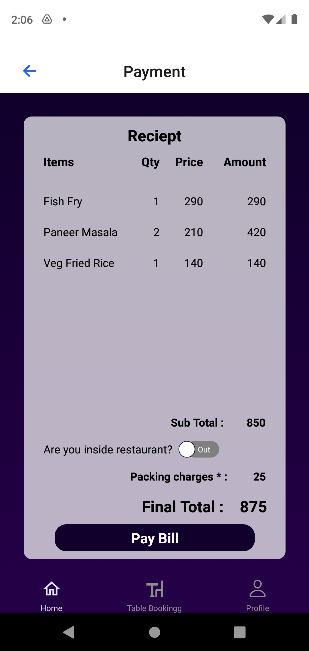 2:06
Payment
Reciept
Items Qty Price Amount
Fish Fry 1 290 290
Paneer Masala 2 210 420
Veg Fried Rice 1 140 140
Sub Total : 850
Are you inside restaurant? Out
Packing charges * : 25
Final Total : 875
Pay Bill
Home Table Bookingg Profile